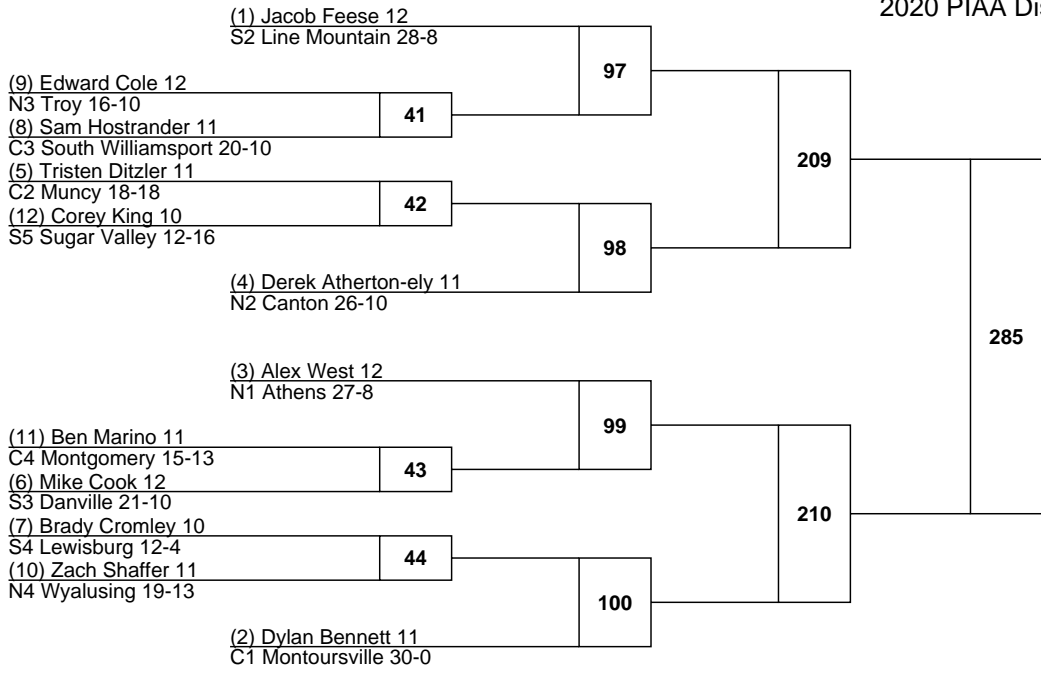 2020 PIAA Dis
(1) Jacob Feese 12
S2 Line Mountain 28-8
97
(9) Edward Cole 12
N3 Troy 16-10
41
(8) Sam Hostrander 11
C3 South Williamsport 20-10
209
(5) Tristen Ditzler 11
C2 Muncy 18-18
42
(12) Corey King 10
S5 Sugar Valley 12-16
98
(4) Derek Atherton-ely 11
N2 Canton 26-10
285
(3) Alex West 12
N1 Athens 27-8
99
(11) Ben Marino 11
C4 Montgomery 15-13
43
(6) Mike Cook 12
S3 Danville 21-10
210
(7) Brady Cromley 10
S4 Lewisburg 12-4
44
(10) Zach Shaffer 11
N4 Wyalusing 19-13
100
(2) Dylan Bennett 11
C1 Montoursville 30-0